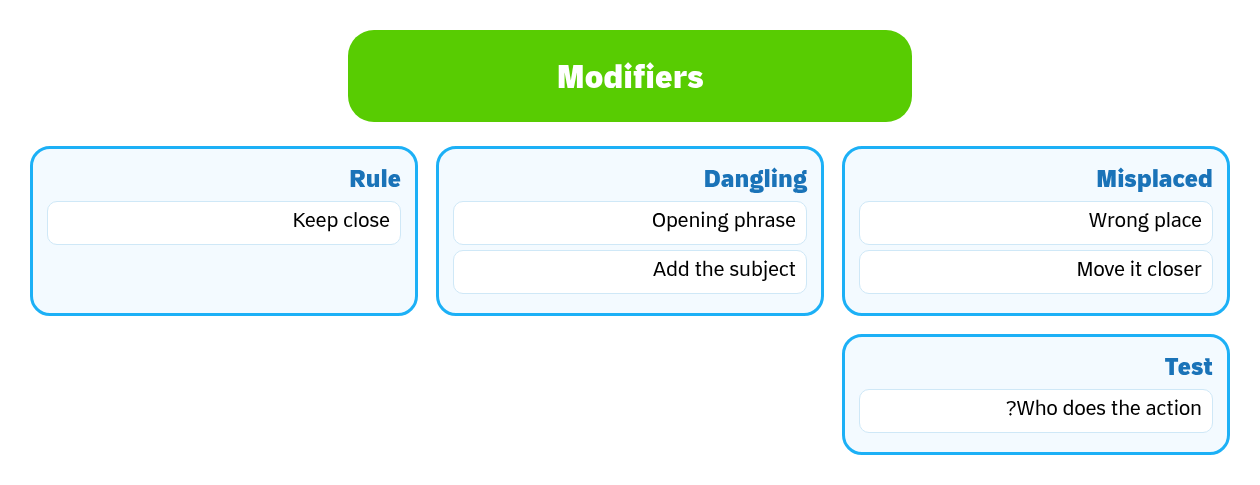 Modifiers
Misplaced
Wrong place
Move it closer
Dangling
Opening phrase
Add the subject
Rule
Keep close
Test
?Who does the action